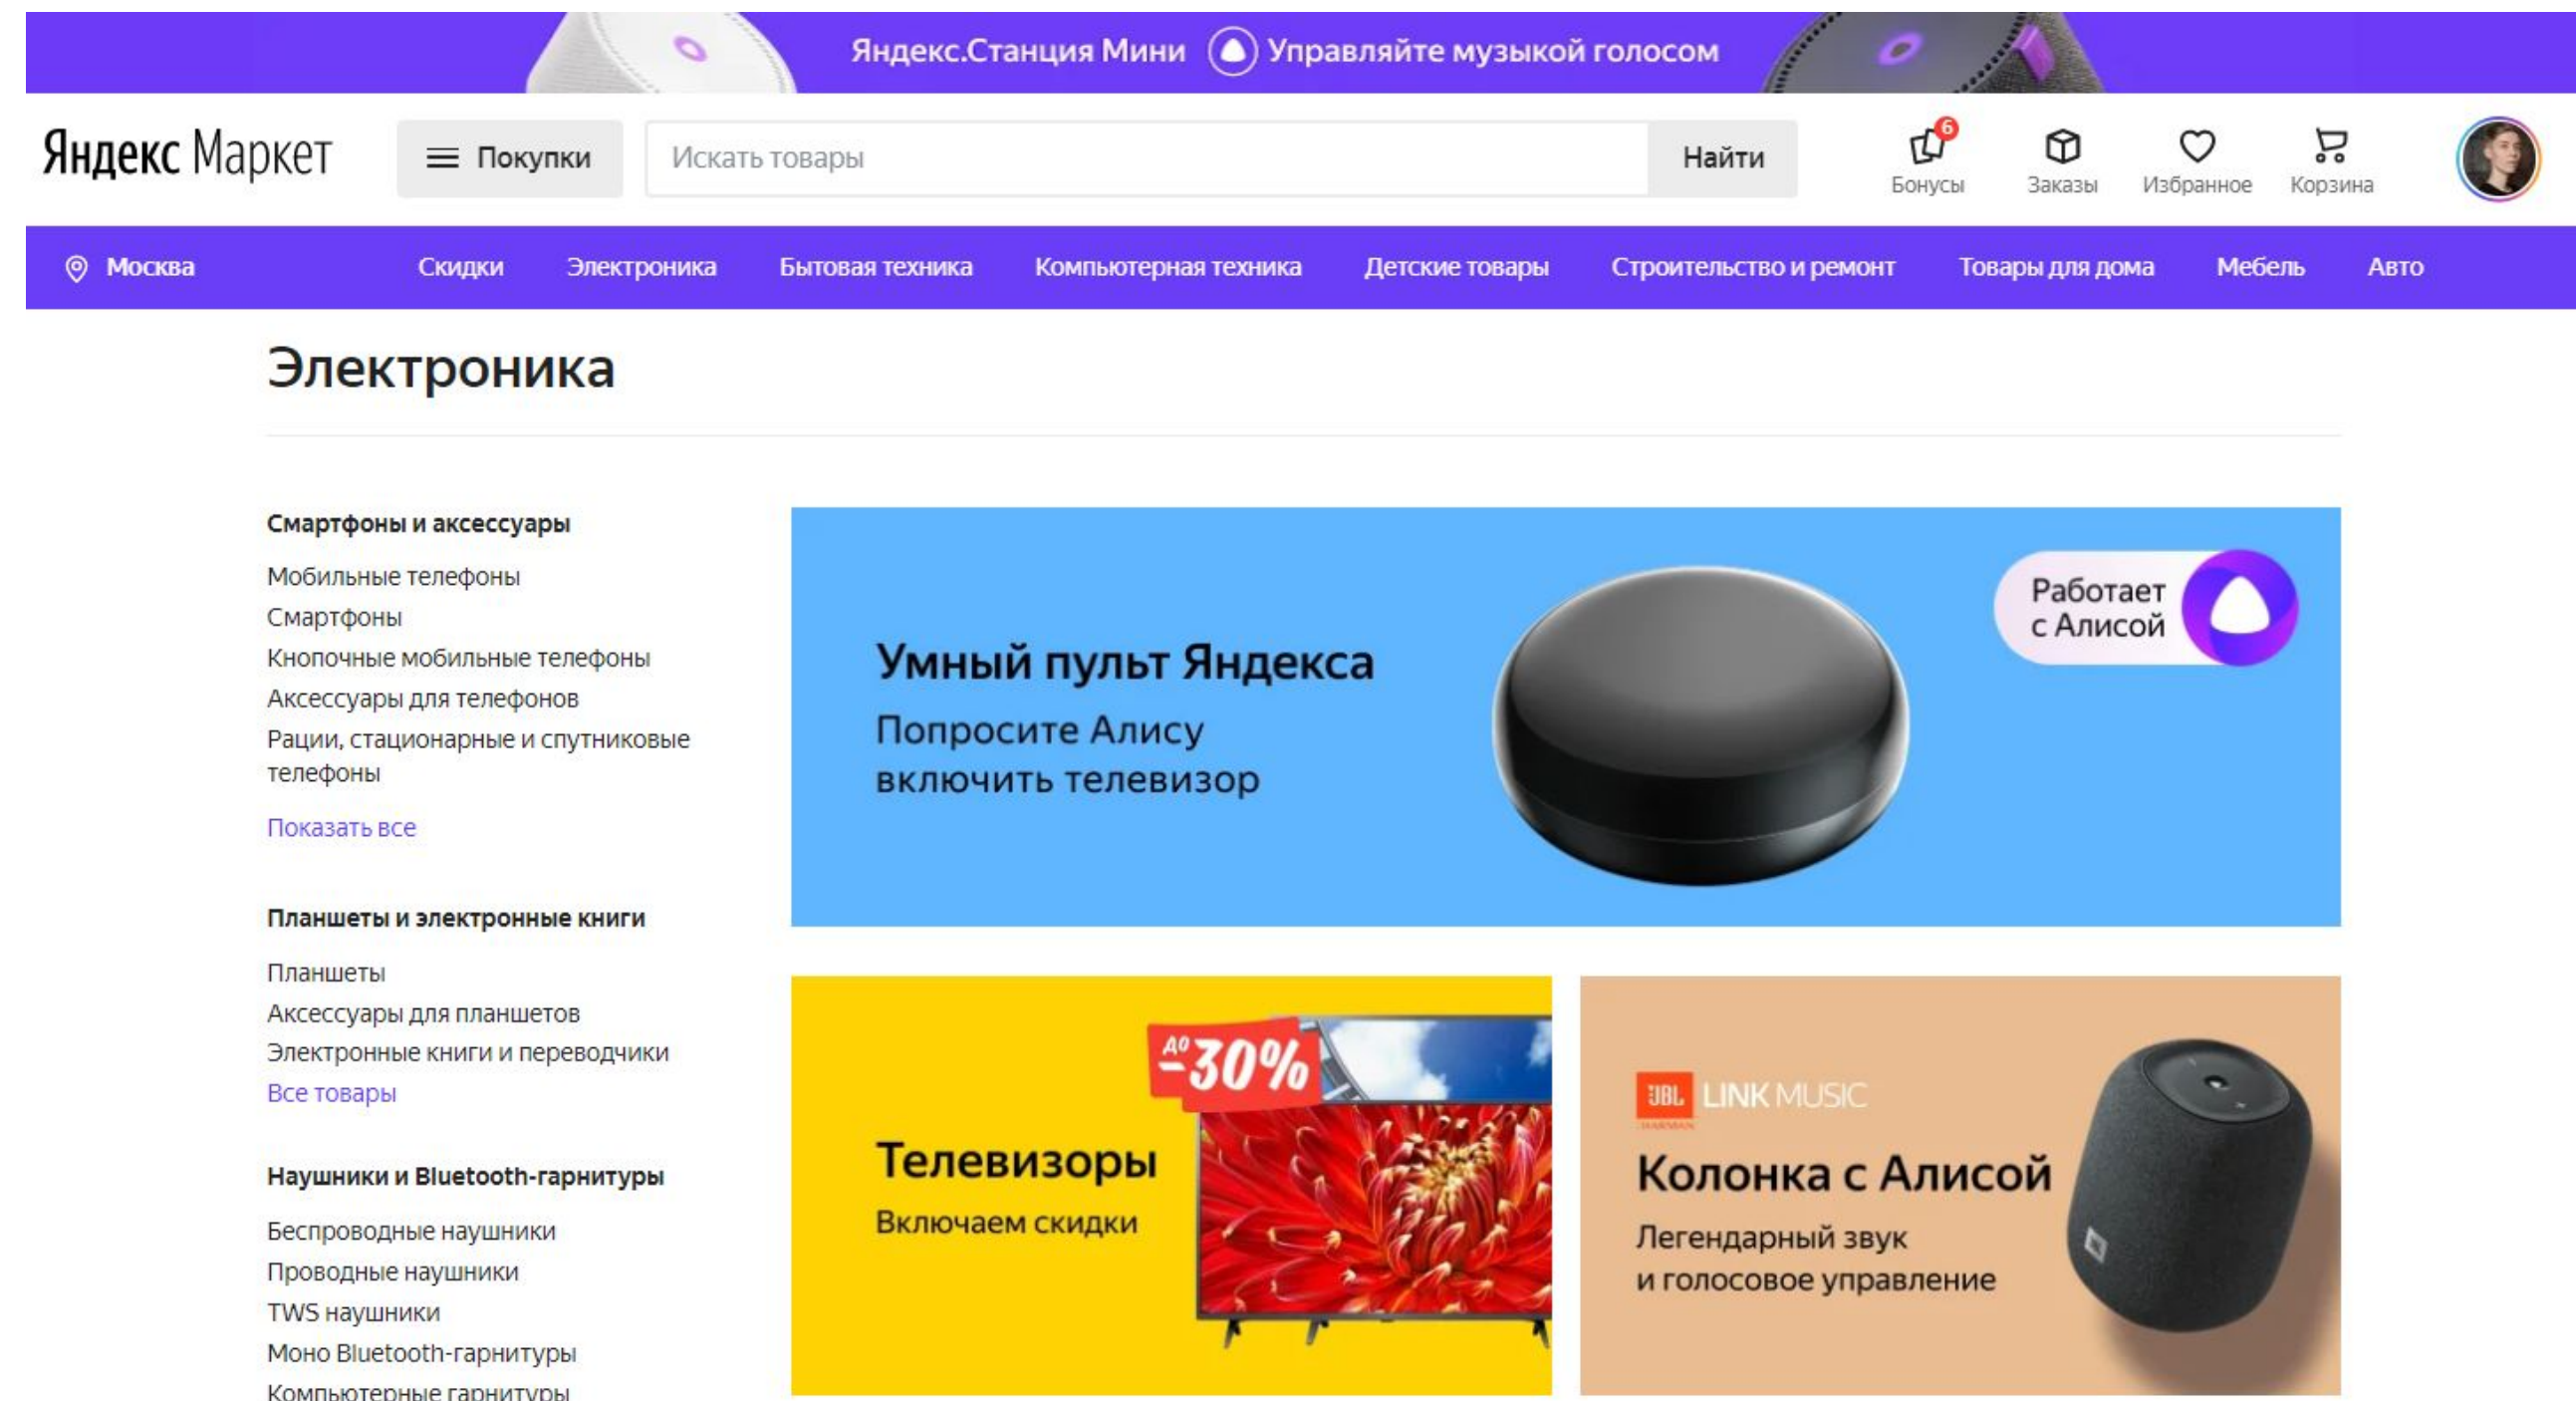 Яндекс.Станция Мини Управляйте музыкой голосом
Яндекс Маркет
Покупки
Искать товары
Найти
6
Бонусы
Заказы
Избранное
Корзина
Москва
Скидки
Электроника
Бытовая техника
Компьютерная техника
Детские товары
Строительство и ремонт
Товары для дома
Мебель
Авто
Электроника
Смартфоны и аксессуары
Мобильные телефоны
Смартфоны
Кнопочные мобильные телефоны
Аксессуары для телефонов
Рации, стационарные и спутниковые
телефоны
Показать все
Планшеты и электронные книги
Планшеты
Аксессуары для планшетов
Электронные книги и переводчики
Все товары
Наушники и Bluetooth-гарнитуры
Беспроводные наушники
Проводные наушники
TWS наушники
Моно Bluetooth-гарнитуры
Компьютерные гарнитуры
Умный пульт Яндекса
Попросите Алису
включить телевизор
Работает
с Алисой
до
-30%
Телевизоры
Включаем скидки
JBL LINK MUSIC
HARMAN
Колонка с Алисой
Легендарный звук
и голосовое управление